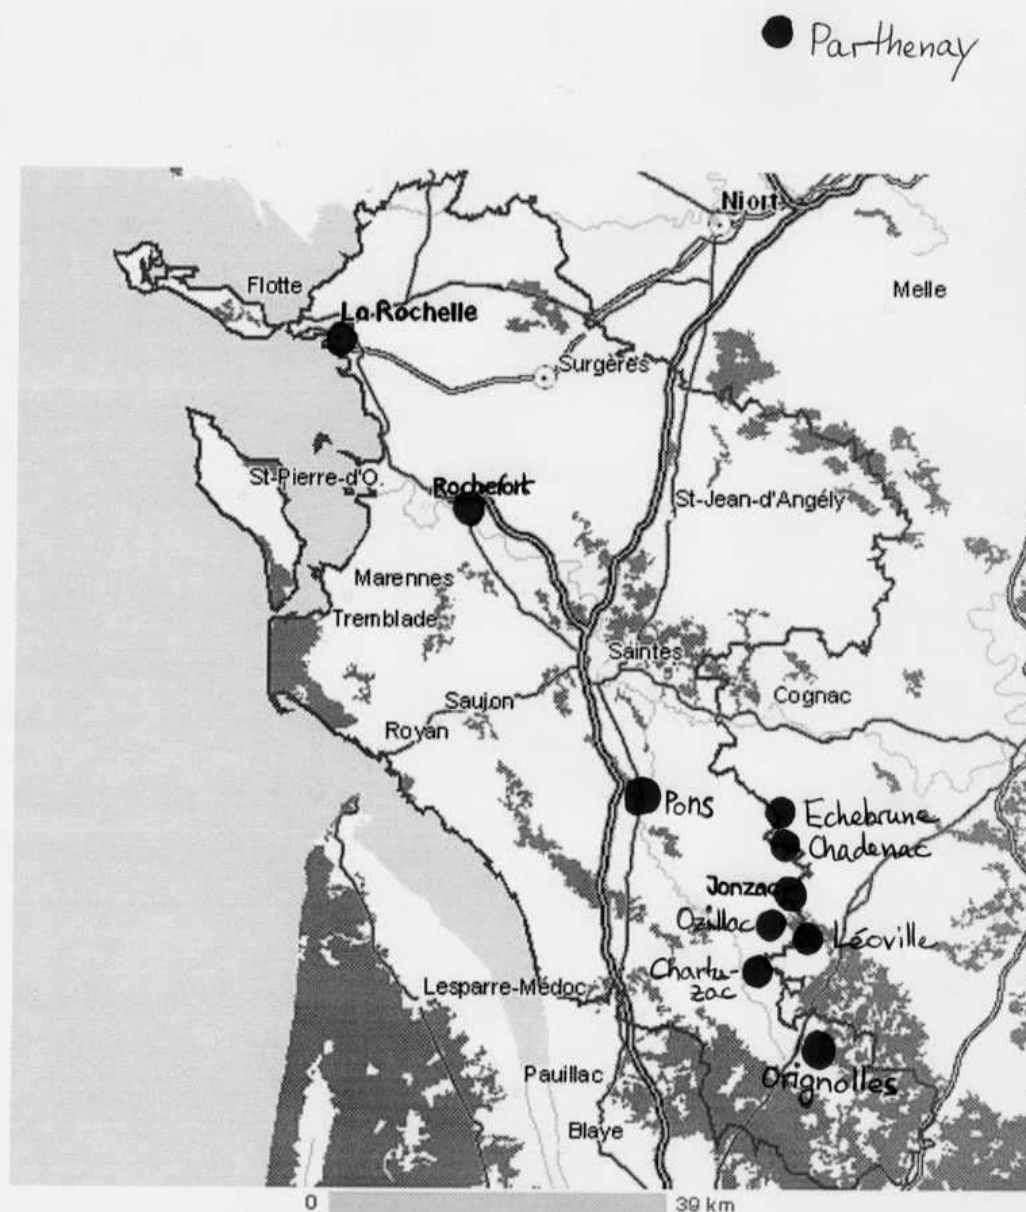 Parthenay
Niort
Flotte
Melle
La Rochelle
Surgères
St-Pierre-d'O.
Rochefort
St-Jean-d'Angély
Marennes
Tremblade
Saintes
Saujon
Cognac
Royan
Pons
Echebrune
Chadenac
Jonzac
Ozillac
Léoville
Chartu-
zac
Lesparre-Médoc
Orignolles
Pauillac
Blaye
0
39 km